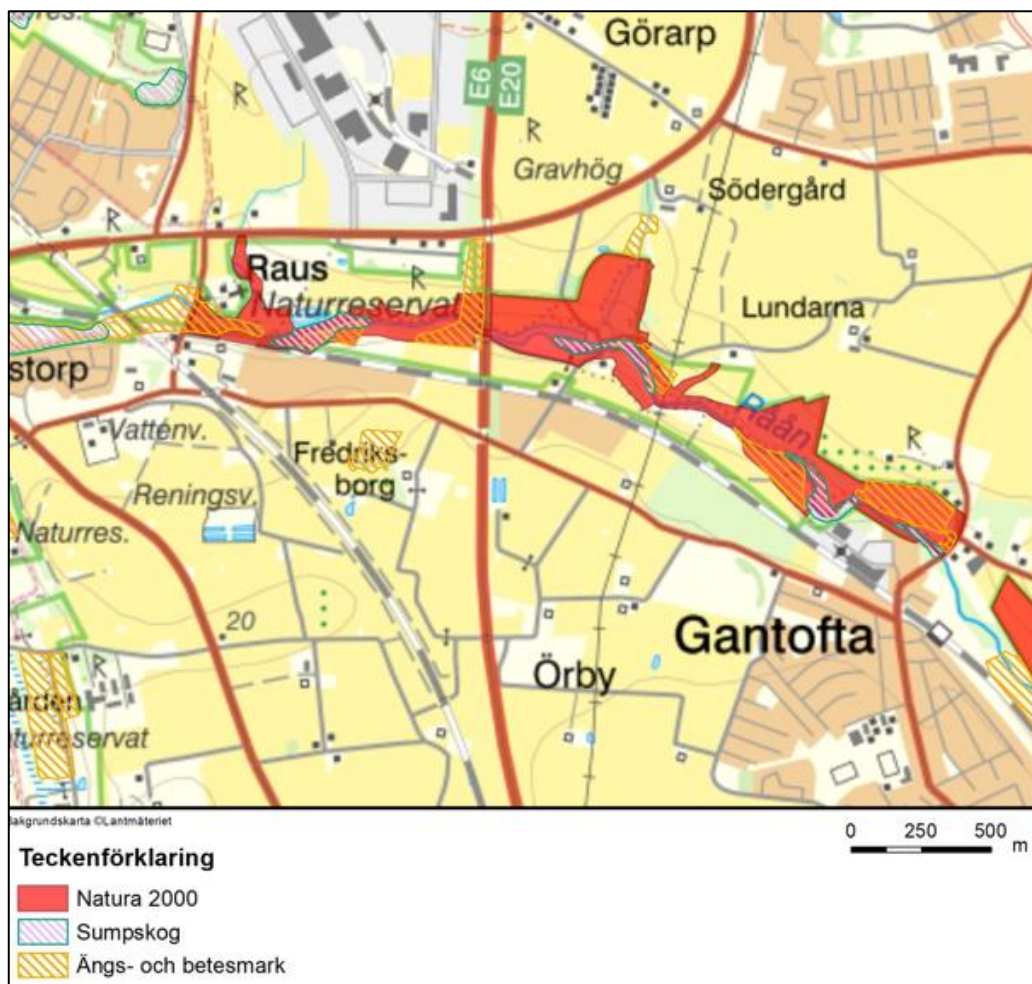 res.
Görarp
E6
E20
R
R
Gravhög
Södergård
R
Raus
R
Naturreservat
Lundarna
storp
Råån
Vattenv.
Fredriks-
borg
R
Reningsv.
Naturres.
20
Gantofta
Örby
R
ården
turreservat
Bakgrundskarta ©Lantmäteriet
0 250 500
m
Teckenförklaring
Natura 2000
Sumpskog
Ängs- och betesmark